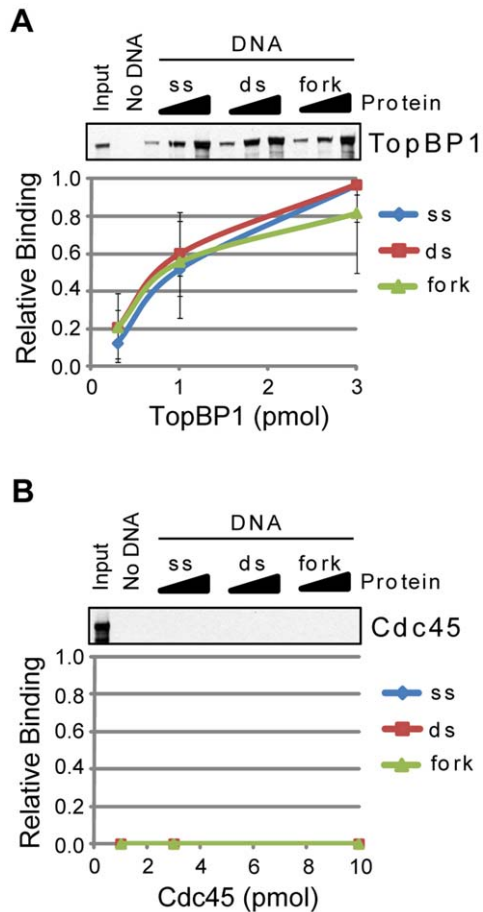 A
DNA
Input
No DNA
ss
ds
fork
Protein
TopBP1
1.0
0.8
0.6
0.4
0.2
0.0
Relative Binding
ss
ds
fork
0 1 2 3
TopBP1 (pmol)
B
DNA
Input
No DNA
ss
ds
fork
Protein
Cdc45
1.0
0.8
0.6
0.4
0.2
0.0
Relative Binding
ss
ds
fork
0 2 4 6 8 10
Cdc45 (pmol)